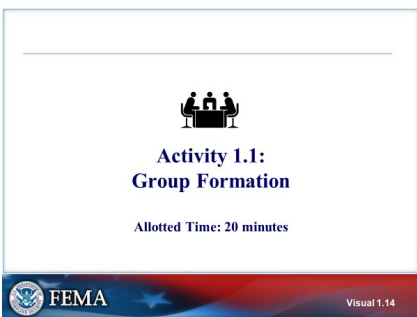 Activity 1.1:
Group Formation
Allotted Time: 20 minutes
FEMA
Visual 1.14